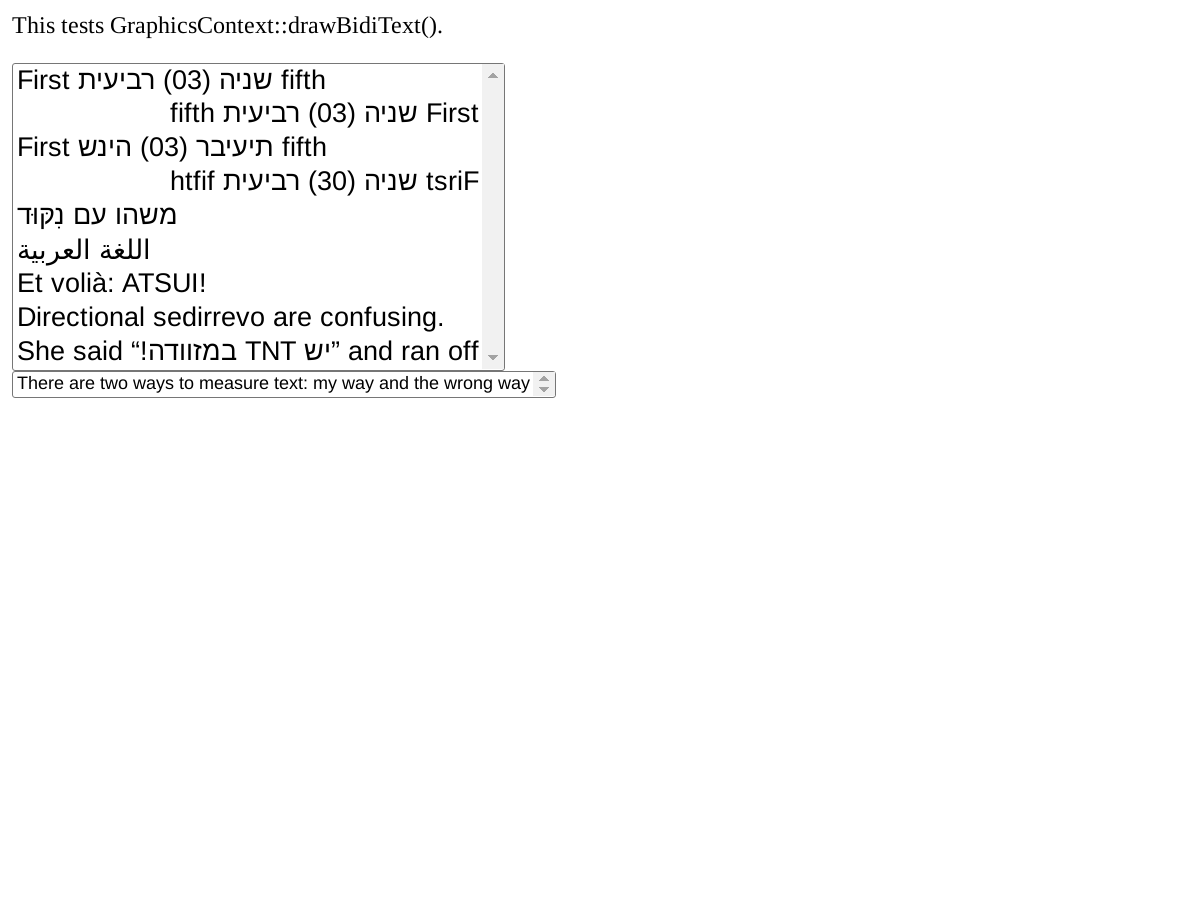 First שניה (03) רביעית fifth
First שניה (03) רביעית fifth
First תיעיבר (03) הינש fifth
tsriF שניה (30) רביעית htfif
משהו עם נִקּוּד
اللغة العربية
Et volià: ATSUI!
Directional sedirrevo are confusing.
She said “יש TNT במזוודה!” and ran off
There are two ways to measure text: my way and the wrong way
This tests GraphicsContext::drawBidiText().